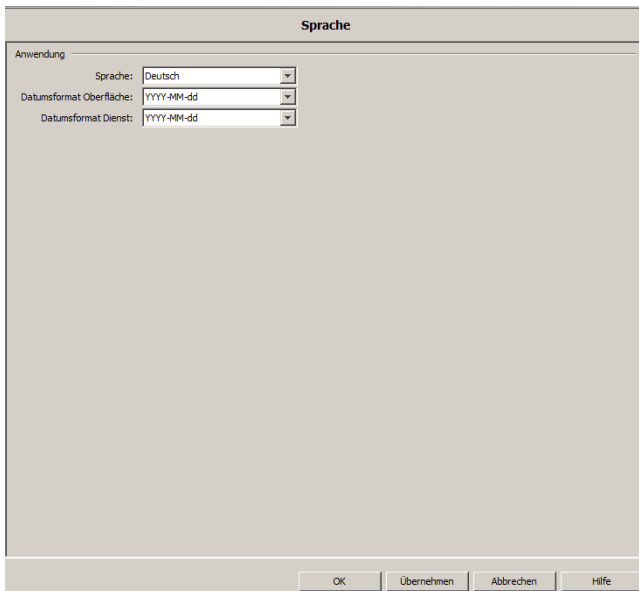 Sprache
Anwendung
Sprache: Deutsch
Datumsformat Oberfläche: YYYY-MM-dd
Datumsformat Dienst: YYYY-MM-dd
OK Übernehmen Abbrechen Hilfe